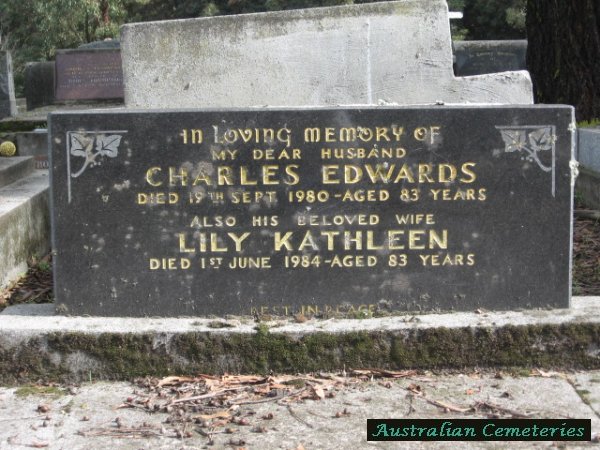 IN LOVING MEMORY OF
MY DEAR HUSBAND
CHARLES EDWARDS
DIED 19TH SEPT. 1980 - AGED 83 YEARS
ALSO HIS BELOVED WIFE
LILY KATHLEEN
DIED 1ST JUNE 1984 - AGED 83 YEARS
REST IN PEACE
Australian Cemeteries